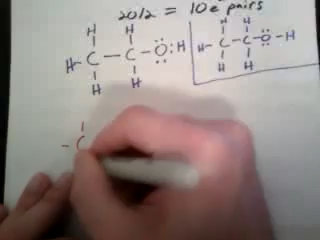 20/2 = 10 e pairs
H H
H - C - C - O : H
H H
H H
H - C - C - O - H
H H
- C